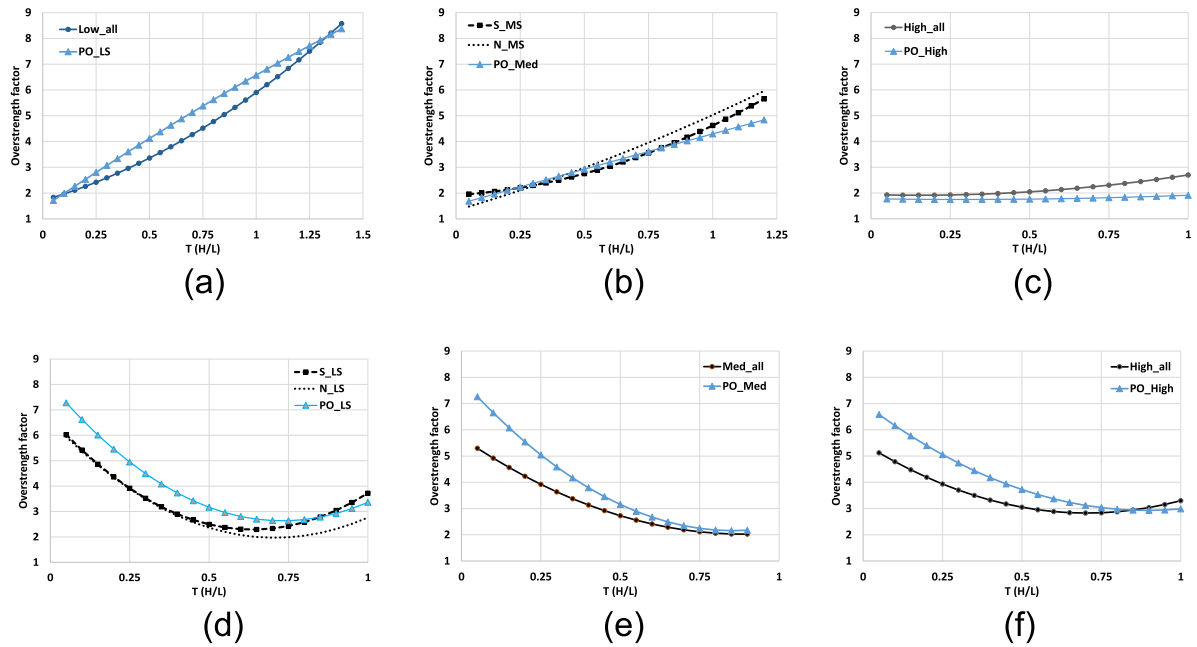 Overstrength factor
9
8
7
6
5
4
3
2
1
Low_all
PO_LS
0 0.25 0.5 0.75 1 1.25 1.5
T (H/L)
(a)
Overstrength factor
9
8
7
6
5
4
3
2
1
S_MS
N_MS
PO_Med
0 0.25 0.5 0.75 1 1.25
T (H/L)
(b)
Overstrength factor
9
8
7
6
5
4
3
2
1
High_all
PO_High
0 0.25 0.5 0.75 1
T (H/L)
(c)
Overstrength factor
9
8
7
6
5
4
3
2
1
S_LS
N_LS
PO_LS
0 0.25 0.5 0.75 1
T (H/L)
(d)
Overstrength factor
9
8
7
6
5
4
3
2
1
Med_all
PO_Med
0 0.25 0.5 0.75 1
T (H/L)
(e)
Overstrength factor
9
8
7
6
5
4
3
2
1
High_all
PO_High
0 0.25 0.5 0.75 1
T (H/L)
(f)